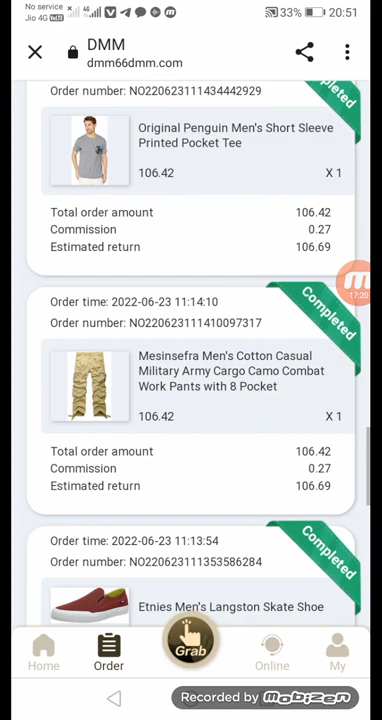 No service
Jio 4G VoLTE
33%
20:51
DMM
dmm66dmm.com
Order number: NO220623111434442929
Completed
Original Penguin Men's Short Sleeve
Printed Pocket Tee
106.42 X 1
Total order amount 106.42
Commission 0.27
Estimated return 106.69
17:20
Order time: 2022-06-23 11:14:10
Order number: NO220623111410097317
Completed
Mesinsefra Men's Cotton Casual
Military Army Cargo Camo Combat
Work Pants with 8 Pocket
106.42 X 1
Total order amount 106.42
Commission 0.27
Estimated return 106.69
Order time: 2022-06-23 11:13:54
Order number: NO220623111353586284
Completed
Etnies Men's Langston Skate Shoe
Home Order Grab Online My
Recorded by Mobizen